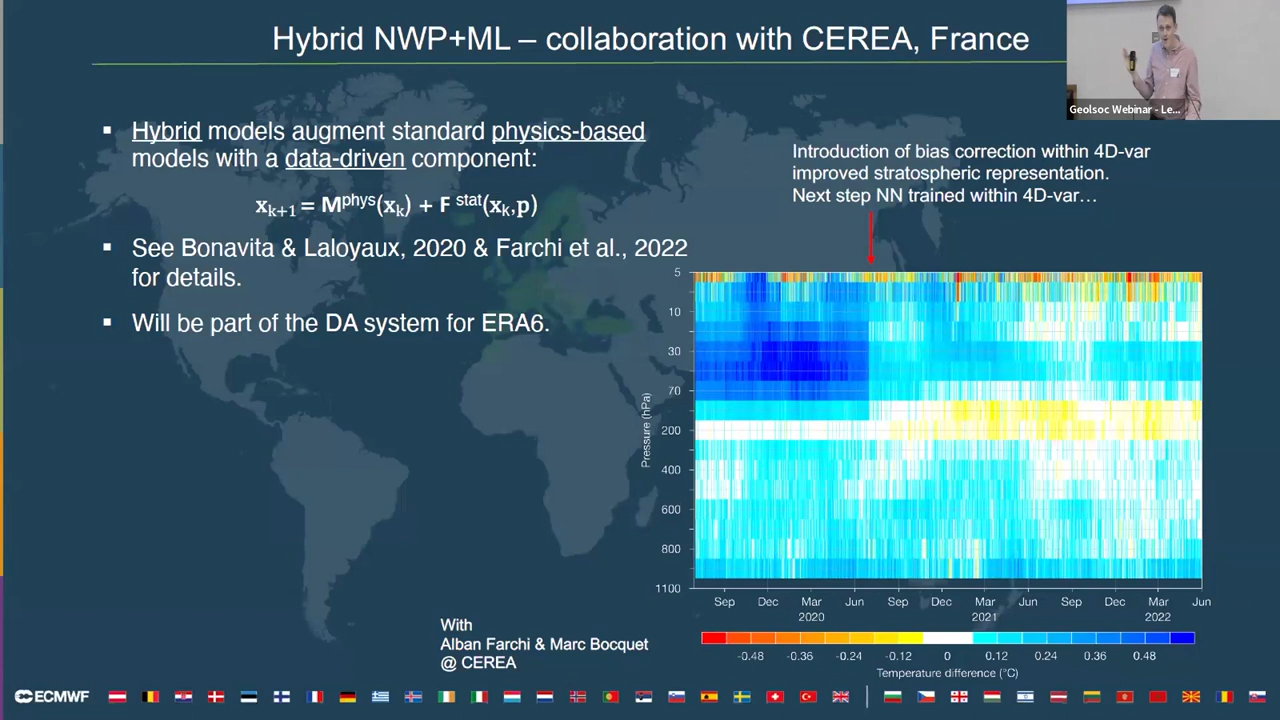 Hybrid NWP+ML – collaboration with CEREA, France
Geolsoc Webinar - Le...
▪ Hybrid models augment standard physics-based
models with a data-driven component:
xₖ₊₁ = Mᵖʰʸˢ(xₖ) + F ˢᵗᵃᵗ(xₖ,p)
▪ See Bonavita & Laloyaux, 2020 & Farchi et al., 2022
for details.
▪ Will be part of the DA system for ERA6.
Introduction of bias correction within 4D-var
improved stratospheric representation.
Next step NN trained within 4D-var…
Pressure (hPa)
5
10
30
70
200
400
600
800
1100
Sep Dec Mar Jun Sep Dec Mar Jun Sep Dec Mar Jun
2020 2021 2022
-0.48 -0.36 -0.24 -0.12 0 0.12 0.24 0.36 0.48
Temperature difference (°C)
With
Alban Farchi & Marc Bocquet
@ CEREA
ECMWF